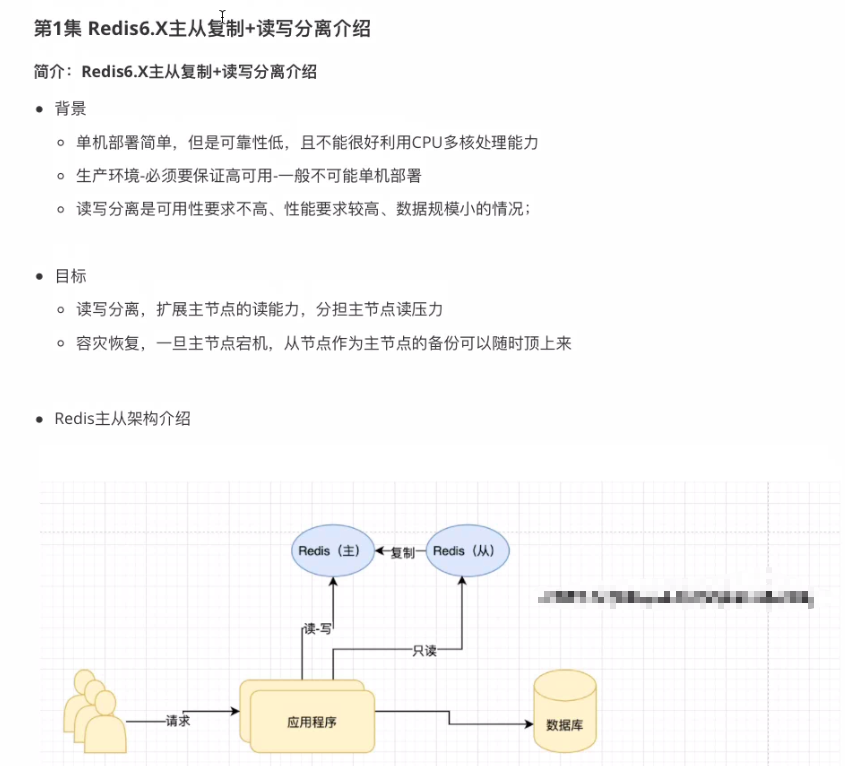 第1集 Redis6.X主从复制+读写分离介绍
简介：Redis6.X主从复制+读写分离介绍
背景
单机部署简单，但是可靠性低，且不能很好利用CPU多核处理能力
生产环境-必须要保证高可用-一般不可能单机部署
读写分离是可用性要求不高、性能要求较高、数据规模小的情况；
目标
读写分离，扩展主节点的读能力，分担主节点读压力
容灾恢复，一旦主节点宕机，从节点作为主节点的备份可以随时顶上来
Redis主从架构介绍
Redis（主）
复制
Redis（从）
读-写
只读
请求
应用程序
数据库